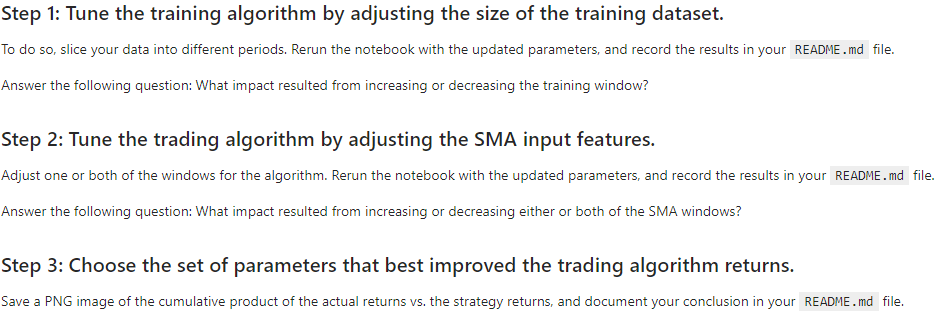 Step 1: Tune the training algorithm by adjusting the size of the training dataset.
To do so, slice your data into different periods. Rerun the notebook with the updated parameters, and record the results in your README.md file.
Answer the following question: What impact resulted from increasing or decreasing the training window?
Step 2: Tune the trading algorithm by adjusting the SMA input features.
Adjust one or both of the windows for the algorithm. Rerun the notebook with the updated parameters, and record the results in your README.md file.
Answer the following question: What impact resulted from increasing or decreasing either or both of the SMA windows?
Step 3: Choose the set of parameters that best improved the trading algorithm returns.
Save a PNG image of the cumulative product of the actual returns vs. the strategy returns, and document your conclusion in your README.md file.